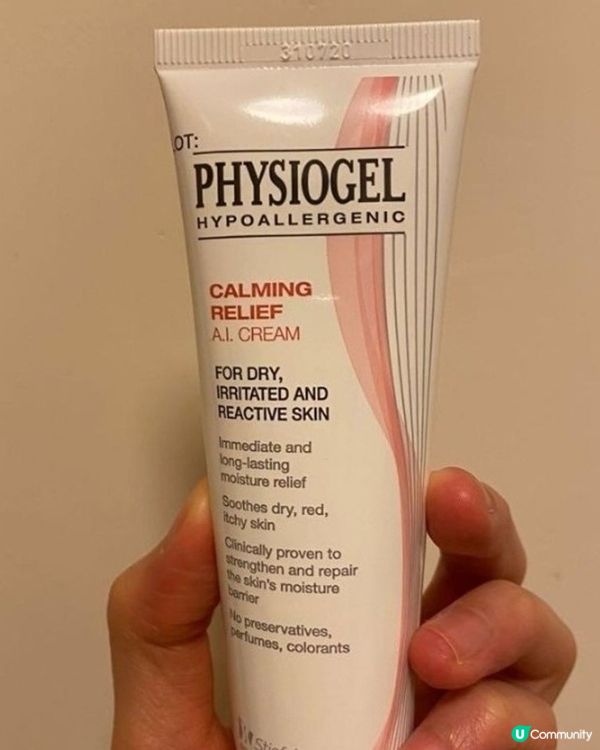 310720
OT:
PHYSIOGEL
HYPOALLERGENIC
CALMING
RELIEF
A.I. CREAM
FOR DRY,
IRRITATED AND
REACTIVE SKIN
Immediate and
long-lasting
moisture relief
Soothes dry, red,
itchy skin
Clinically proven to
strengthen and repair
the skin's moisture
barrier
No preservatives,
perfumes, colorants
U Community